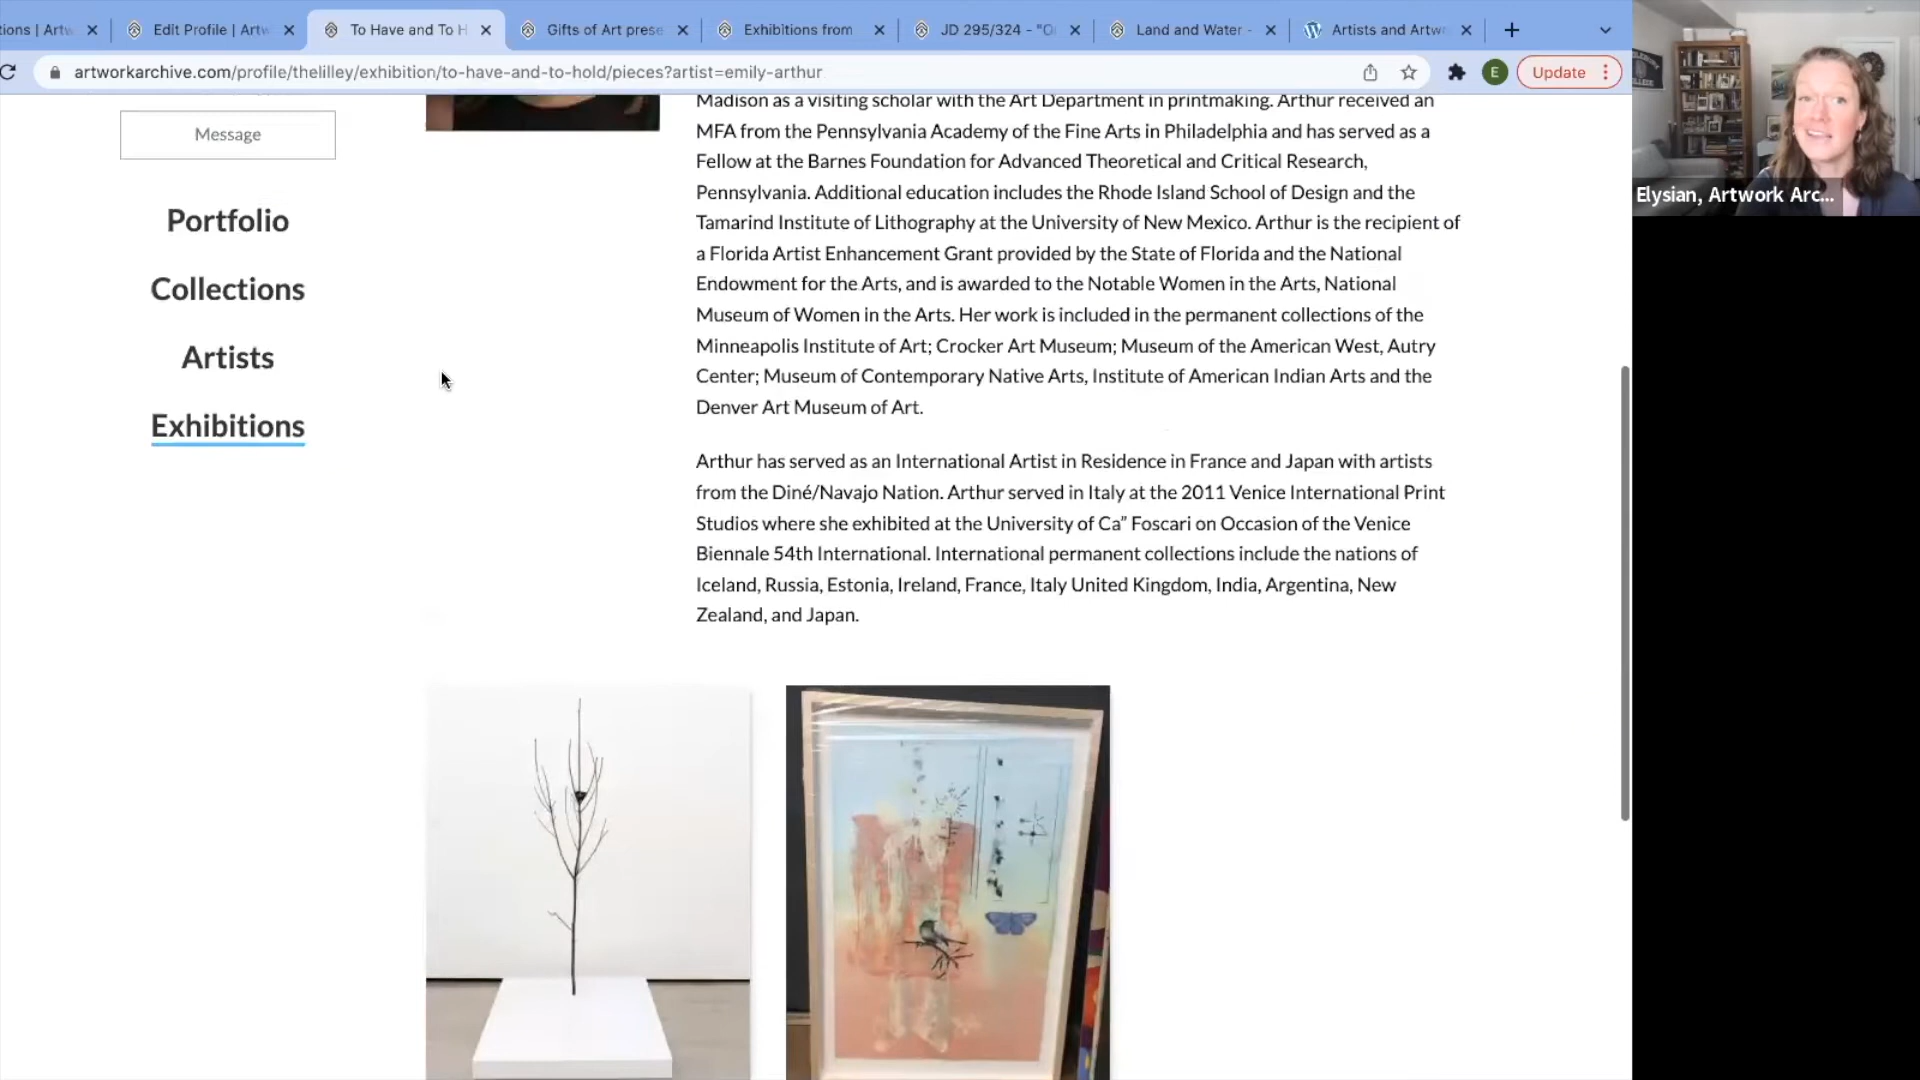 tions | Artw
Edit Profile | Artw
To Have and To H
Gifts of Art prese
Exhibitions from
JD 295/324 - "O
Land and Water -
Artists and Artw
artworkarchive.com/profile/thelilley/exhibition/to-have-and-to-hold/pieces?artist=emily-arthur
E
Update
Message
Portfolio
Collections
Artists
Exhibitions
Madison as a visiting scholar with the Art Department in printmaking. Arthur received an
MFA from the Pennsylvania Academy of the Fine Arts in Philadelphia and has served as a
Fellow at the Barnes Foundation for Advanced Theoretical and Critical Research,
Pennsylvania. Additional education includes the Rhode Island School of Design and the
Tamarind Institute of Lithography at the University of New Mexico. Arthur is the recipient of
a Florida Artist Enhancement Grant provided by the State of Florida and the National
Endowment for the Arts, and is awarded to the Notable Women in the Arts, National
Museum of Women in the Arts. Her work is included in the permanent collections of the
Minneapolis Institute of Art; Crocker Art Museum; Museum of the American West, Autry
Center; Museum of Contemporary Native Arts, Institute of American Indian Arts and the
Denver Art Museum of Art.
Arthur has served as an International Artist in Residence in France and Japan with artists
from the Diné/Navajo Nation. Arthur served in Italy at the 2011 Venice International Print
Studios where she exhibited at the University of Ca” Foscari on Occasion of the Venice
Biennale 54th International. International permanent collections include the nations of
Iceland, Russia, Estonia, Ireland, France, Italy United Kingdom, India, Argentina, New
Zealand, and Japan.
Elysian, Artwork Arc...